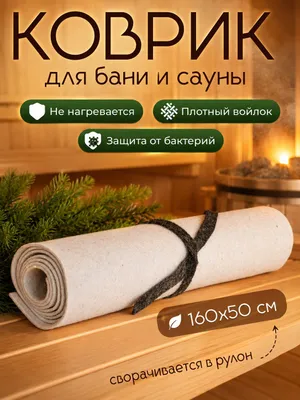 КОВРИК
для бани и сауны
Не нагревается
Плотный войлок
Защита от бактерий
160x50 см
сворачивается в рулон